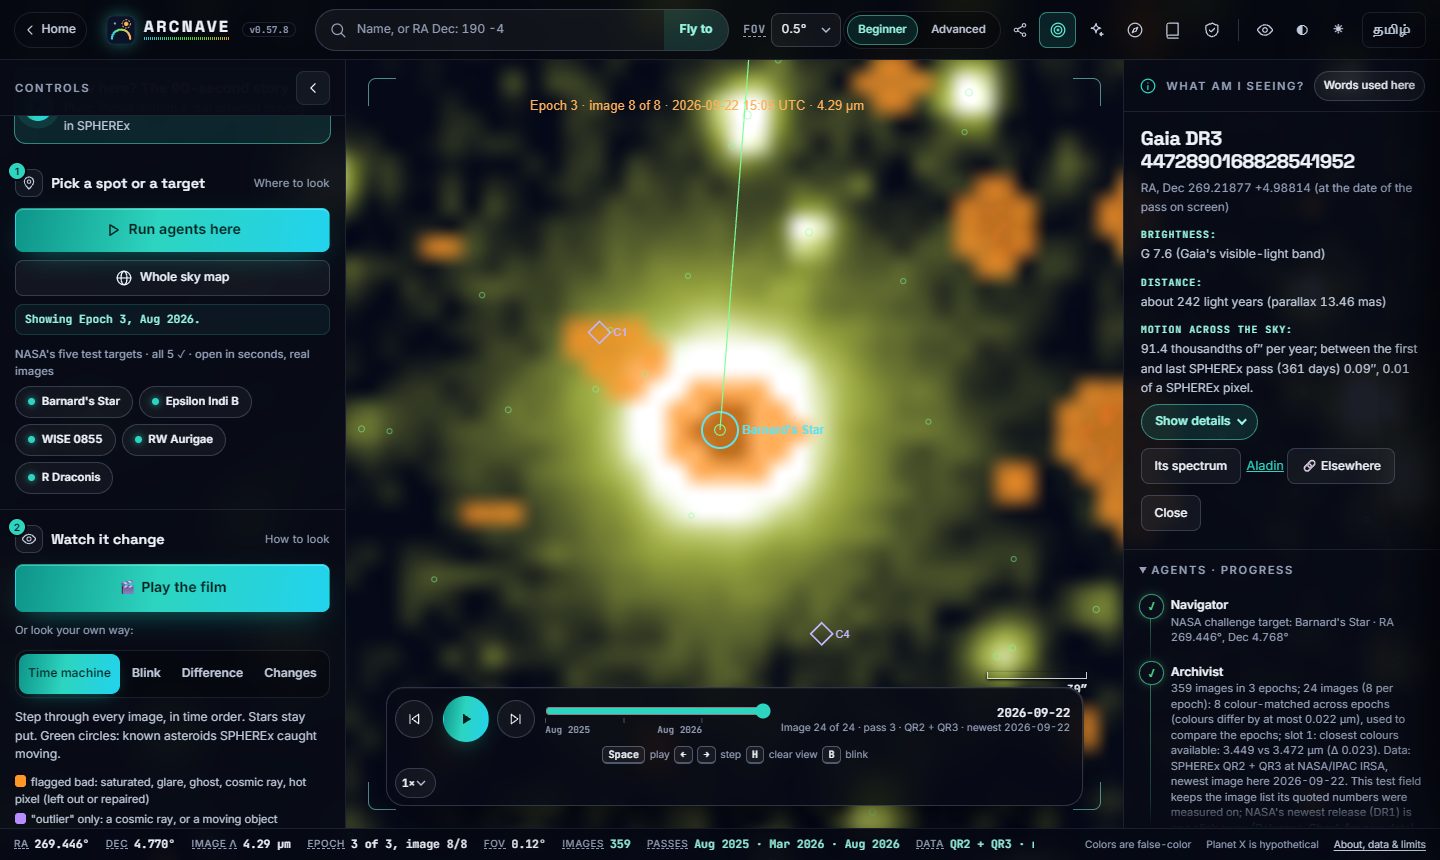 Home
ARCNAVE
v0.57.8
Name, or RA Dec: 190 -4
Fly to
FOV
0.5°
Beginner
Advanced
தமிழ்
CONTROLS
in SPHEREx
1
Pick a spot or a target
Where to look
Run agents here
Whole sky map
Showing Epoch 3, Aug 2026.
NASA's five test targets · all 5 ✓ · open in seconds, real
images
Barnard's Star
Epsilon Indi B
WISE 0855
RW Aurigae
R Draconis
2
Watch it change
How to look
Play the film
Or look your own way:
Time machine
Blink
Difference
Changes
Step through every image, in time order. Stars stay
put. Green circles: known asteroids SPHEREx caught
moving.
flagged bad: saturated, glare, ghost, cosmic ray, hot
pixel (left out or repaired)
"outlier" only: a cosmic ray, or a moving object
Epoch 3 · image 8 of 8 · 2026-09-22 15:03 UTC · 4.29 µm
C1
Barnard's Star
C4
Aug 2025
Aug 2026
2026-09-22
Image 24 of 24 · pass 3 · QR2 + QR3 · newest 2026-09-22
Space play ← → step H clear view B blink
1×
WHAT AM I SEEING?
Words used here
Gaia DR3
4472890168828541952
RA, Dec 269.21877 +4.98814 (at the date of the
pass on screen)
BRIGHTNESS:
G 7.6 (Gaia's visible-light band)
DISTANCE:
about 242 light years (parallax 13.46 mas)
MOTION ACROSS THE SKY:
91.4 thousandths of" per year; between the first
and last SPHEREx pass (361 days) 0.09", 0.01
of a SPHEREx pixel.
Show details
Its spectrum
Aladin
Elsewhere
Close
AGENTS · PROGRESS
Navigator
NASA challenge target: Barnard's Star · RA
269.446°, Dec 4.768°
Archivist
359 images in 3 epochs; 24 images (8 per
epoch): 8 colour-matched across epochs
(colours differ by at most 0.022 µm), used to
compare the epochs; slot 1: closest colours
available: 3.449 vs 3.472 µm (Δ 0.023). Data:
SPHEREx QR2 + QR3 at NASA/IPAC IRSA,
newest image here 2026-09-22. This test field
keeps the image list its quoted numbers were
measured on; NASA's newest release (DR1) is
RA 269.446° DEC 4.770° IMAGE Λ 4.29 µm EPOCH 3 of 3, image 8/8 FOV 0.12° IMAGES 359 PASSES Aug 2025 · Mar 2026 · Aug 2026 DATA QR2 + QR3 ·
Colors are false-color
Planet X is hypothetical
About, data & limits